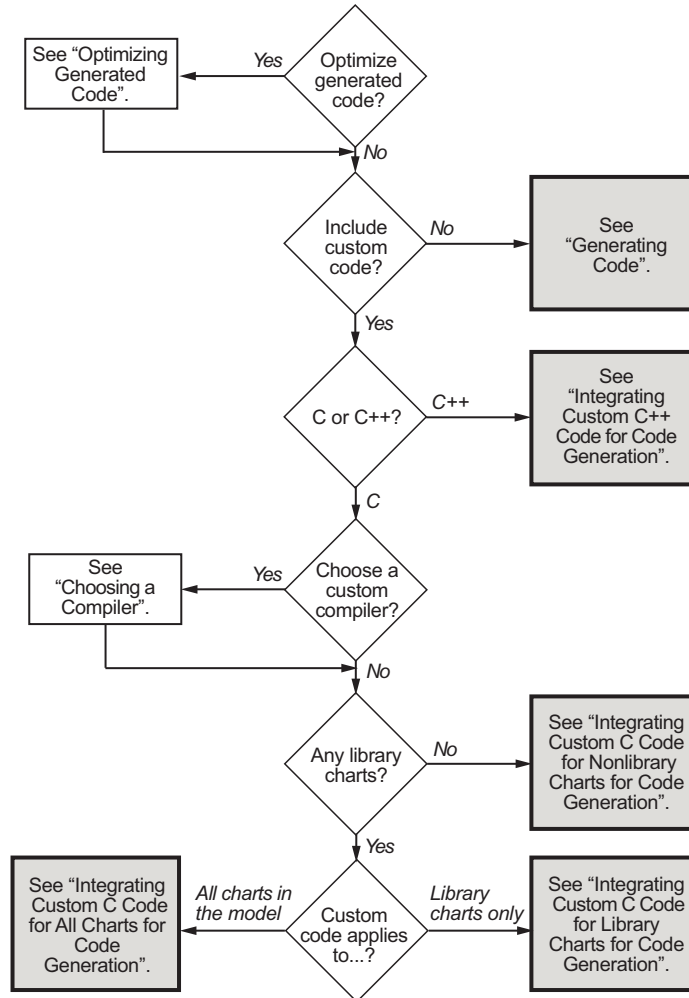 See “Optimizing
Generated
Code”.
Yes
Optimize
generated
code?
No
Include
custom
code?
No
See
“Generating
Code”.
Yes
C or C++?
C++
See
“Integrating
Custom C++
Code for Code
Generation”.
C
See
“Choosing a
Compiler”.
Yes
Choose a
custom
compiler?
No
Any library
charts?
No
See “Integrating
Custom C Code
for Nonlibrary
Charts for Code
Generation”.
Yes
See “Integrating
Custom C Code
for All Charts for
Code
Generation”.
All charts in
the model
Custom
code applies
to...?
Library
charts only
See “Integrating
Custom C Code
for Library
Charts for Code
Generation”.